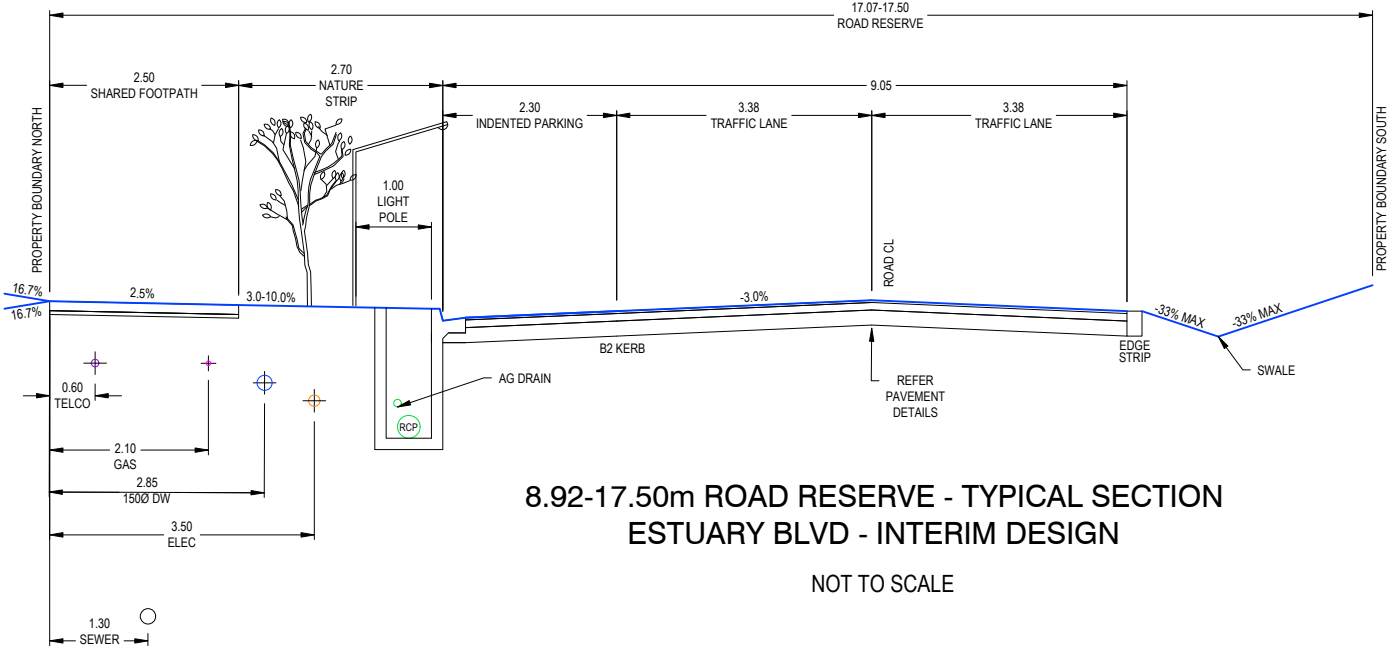 17.07-17.50
ROAD RESERVE
2.50
SHARED FOOTPATH
2.70
NATURE
STRIP
9.05
2.30
INDENTED PARKING
3.38
TRAFFIC LANE
3.38
TRAFFIC LANE
PROPERTY BOUNDARY NORTH
1.00
LIGHT
POLE
ROAD CL
PROPERTY BOUNDARY SOUTH
16.7%
16.7%
2.5%
3.0-10.0%
-3.0%
-33% MAX
-33% MAX
B2 KERB
EDGE
STRIP
SWALE
AG DRAIN
RCP
REFER
PAVEMENT
DETAILS
0.60
TELCO
2.10
GAS
2.85
150Ø DW
3.50
ELEC
1.30
SEWER
8.92-17.50m ROAD RESERVE - TYPICAL SECTION
ESTUARY BLVD - INTERIM DESIGN
NOT TO SCALE